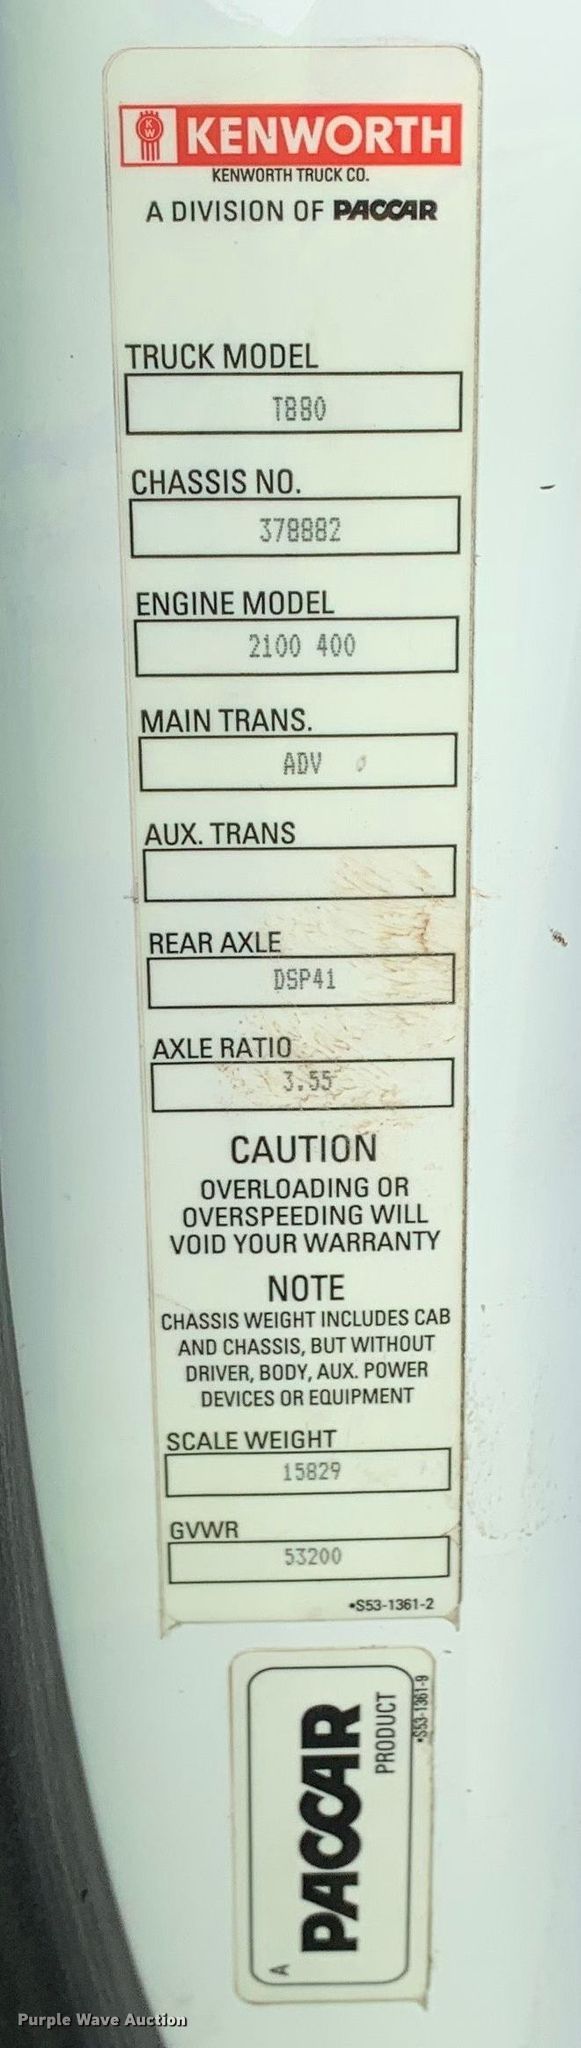 KW KENWORTH
KENWORTH TRUCK CO.
A DIVISION OF PACCAR
TRUCK MODEL
T880
CHASSIS NO.
378882
ENGINE MODEL
2100 400
MAIN TRANS.
ADV
AUX. TRANS
REAR AXLE
DSP41
AXLE RATIO
3.55
CAUTION
OVERLOADING OR
OVERSPEEDING WILL
VOID YOUR WARRANTY
NOTE
CHASSIS WEIGHT INCLUDES CAB
AND CHASSIS, BUT WITHOUT
DRIVER, BODY, AUX. POWER
DEVICES OR EQUIPMENT
SCALE WEIGHT
15829
GVWR
53200
•S53-1361-2
PACCAR
PRODUCT
•S53-1361-9
A
Purple Wave Auction